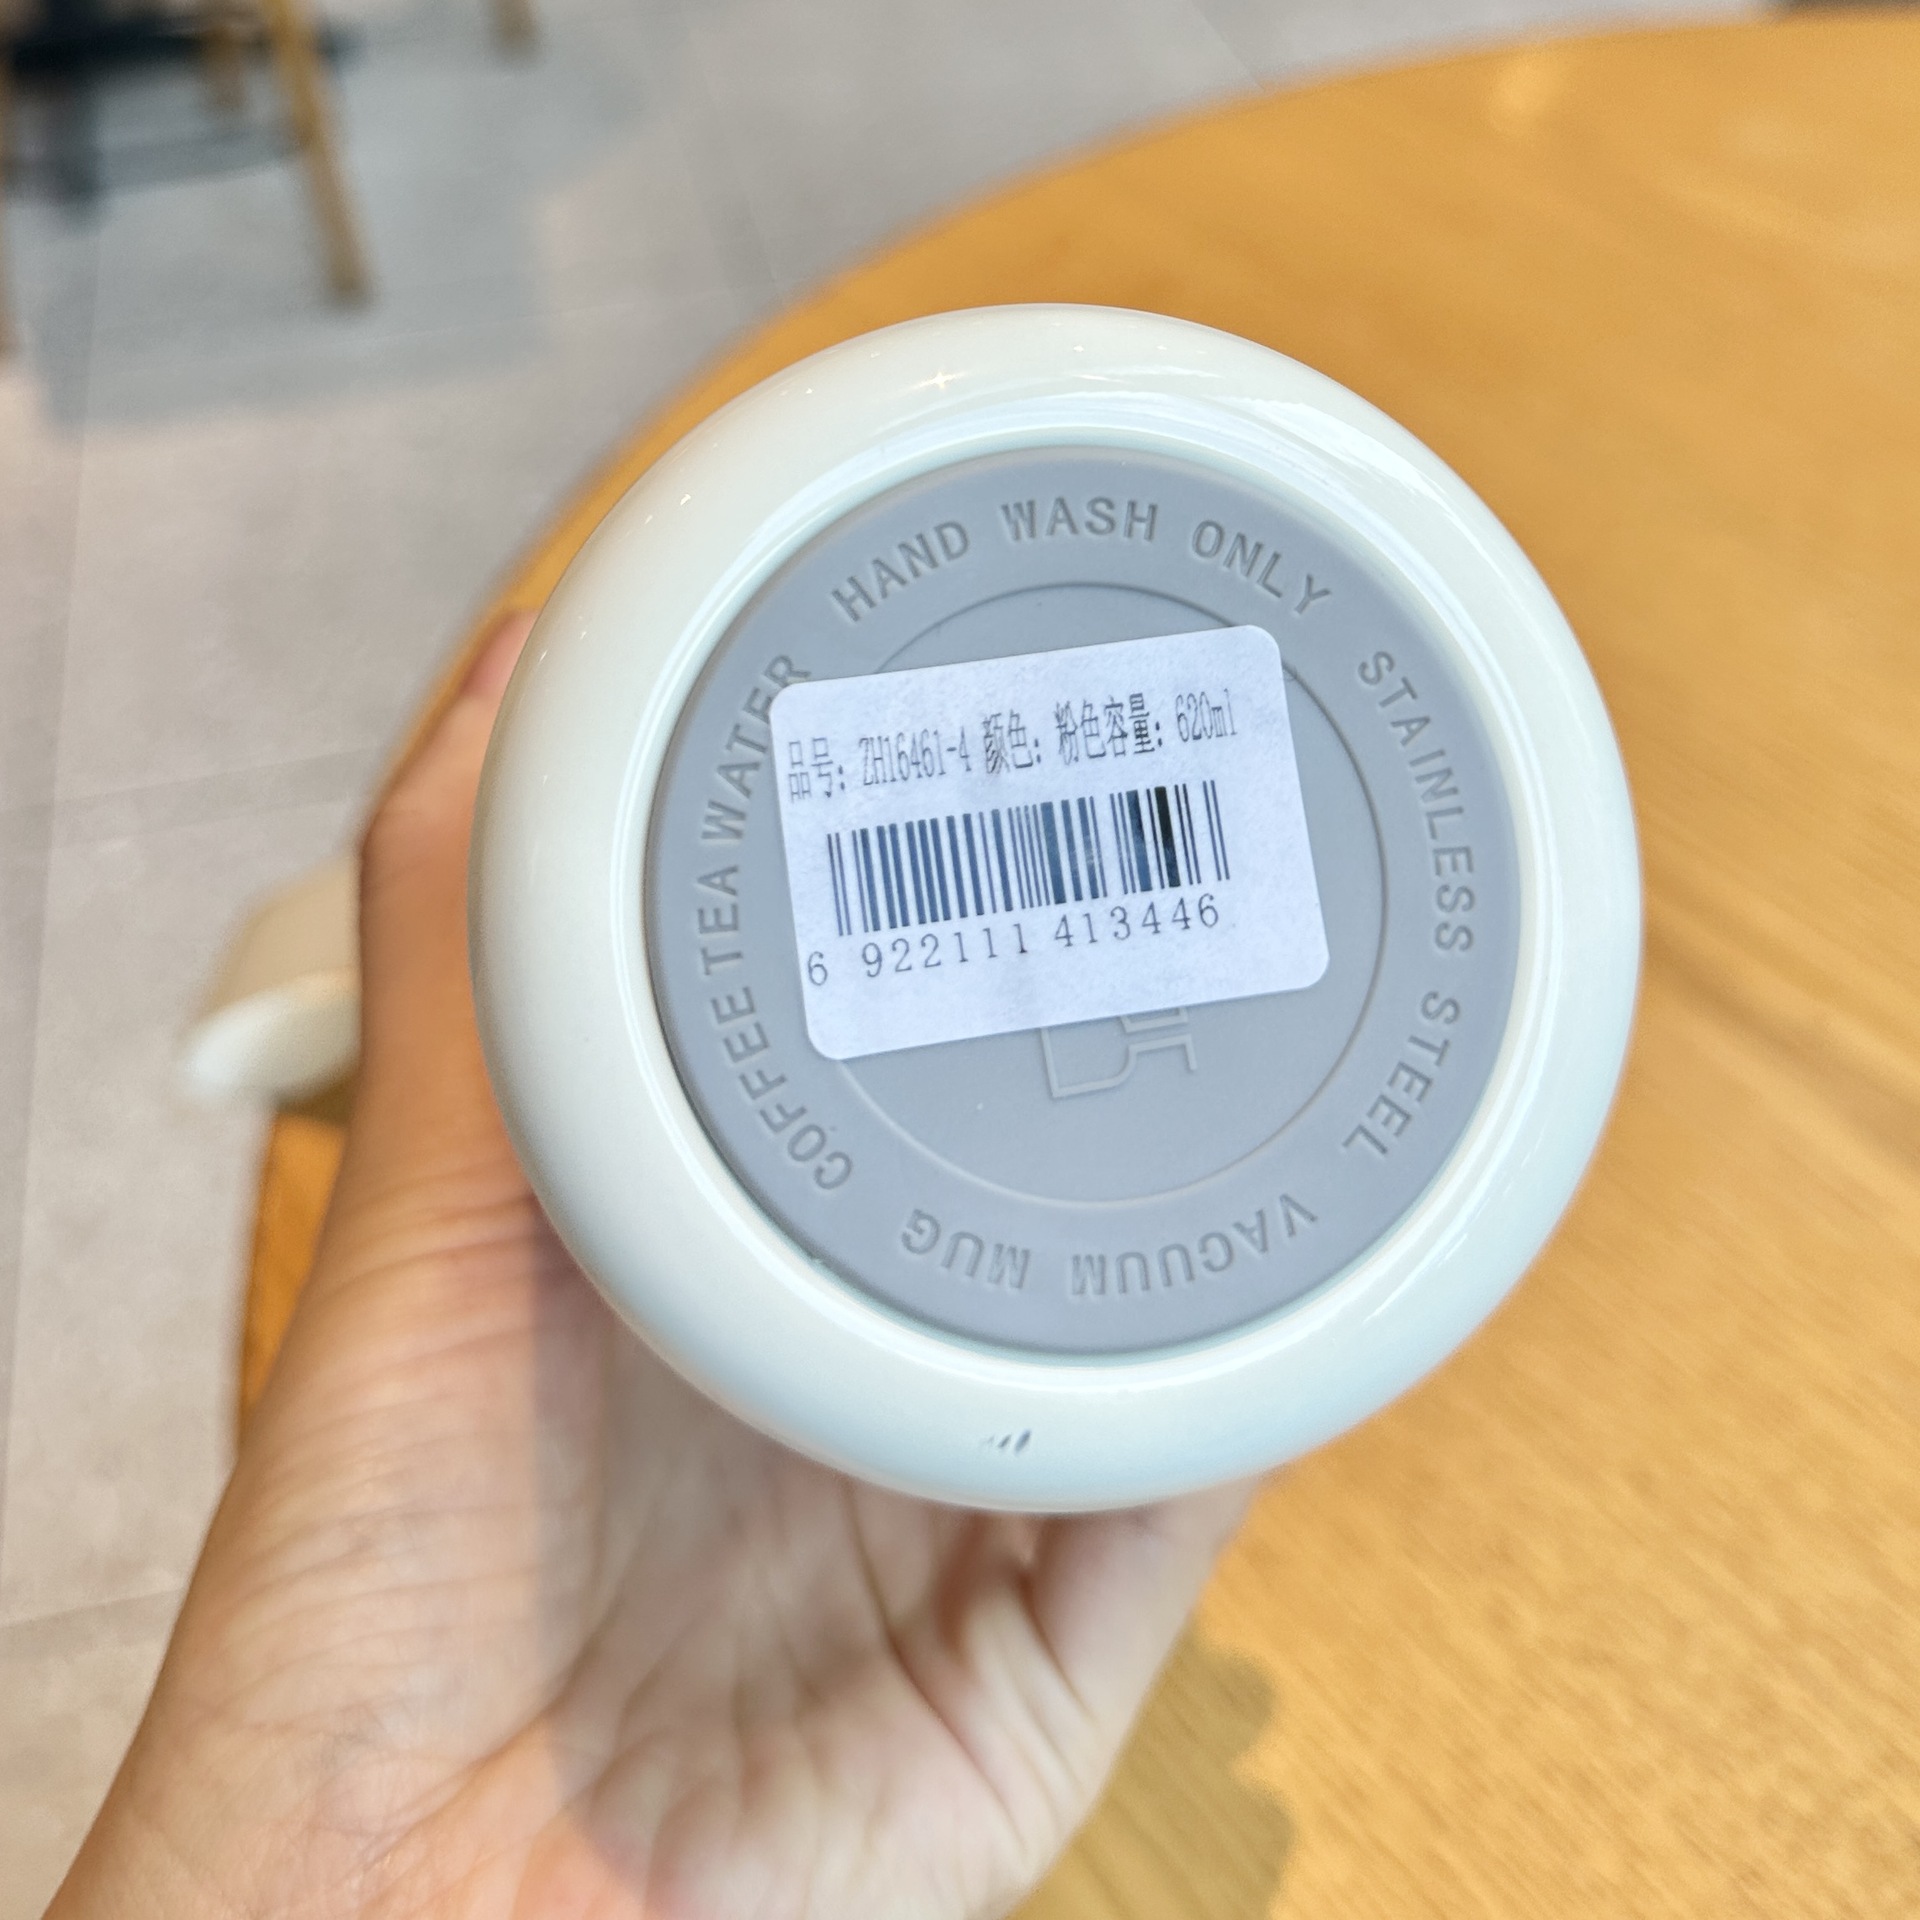 HAND WASH ONLY
STAINLESS STEEL
VACUUM MUG
COFFEE TEA WATER
品号: ZH16461-4 颜色: 粉色容量: 620ml
6 922111 413446